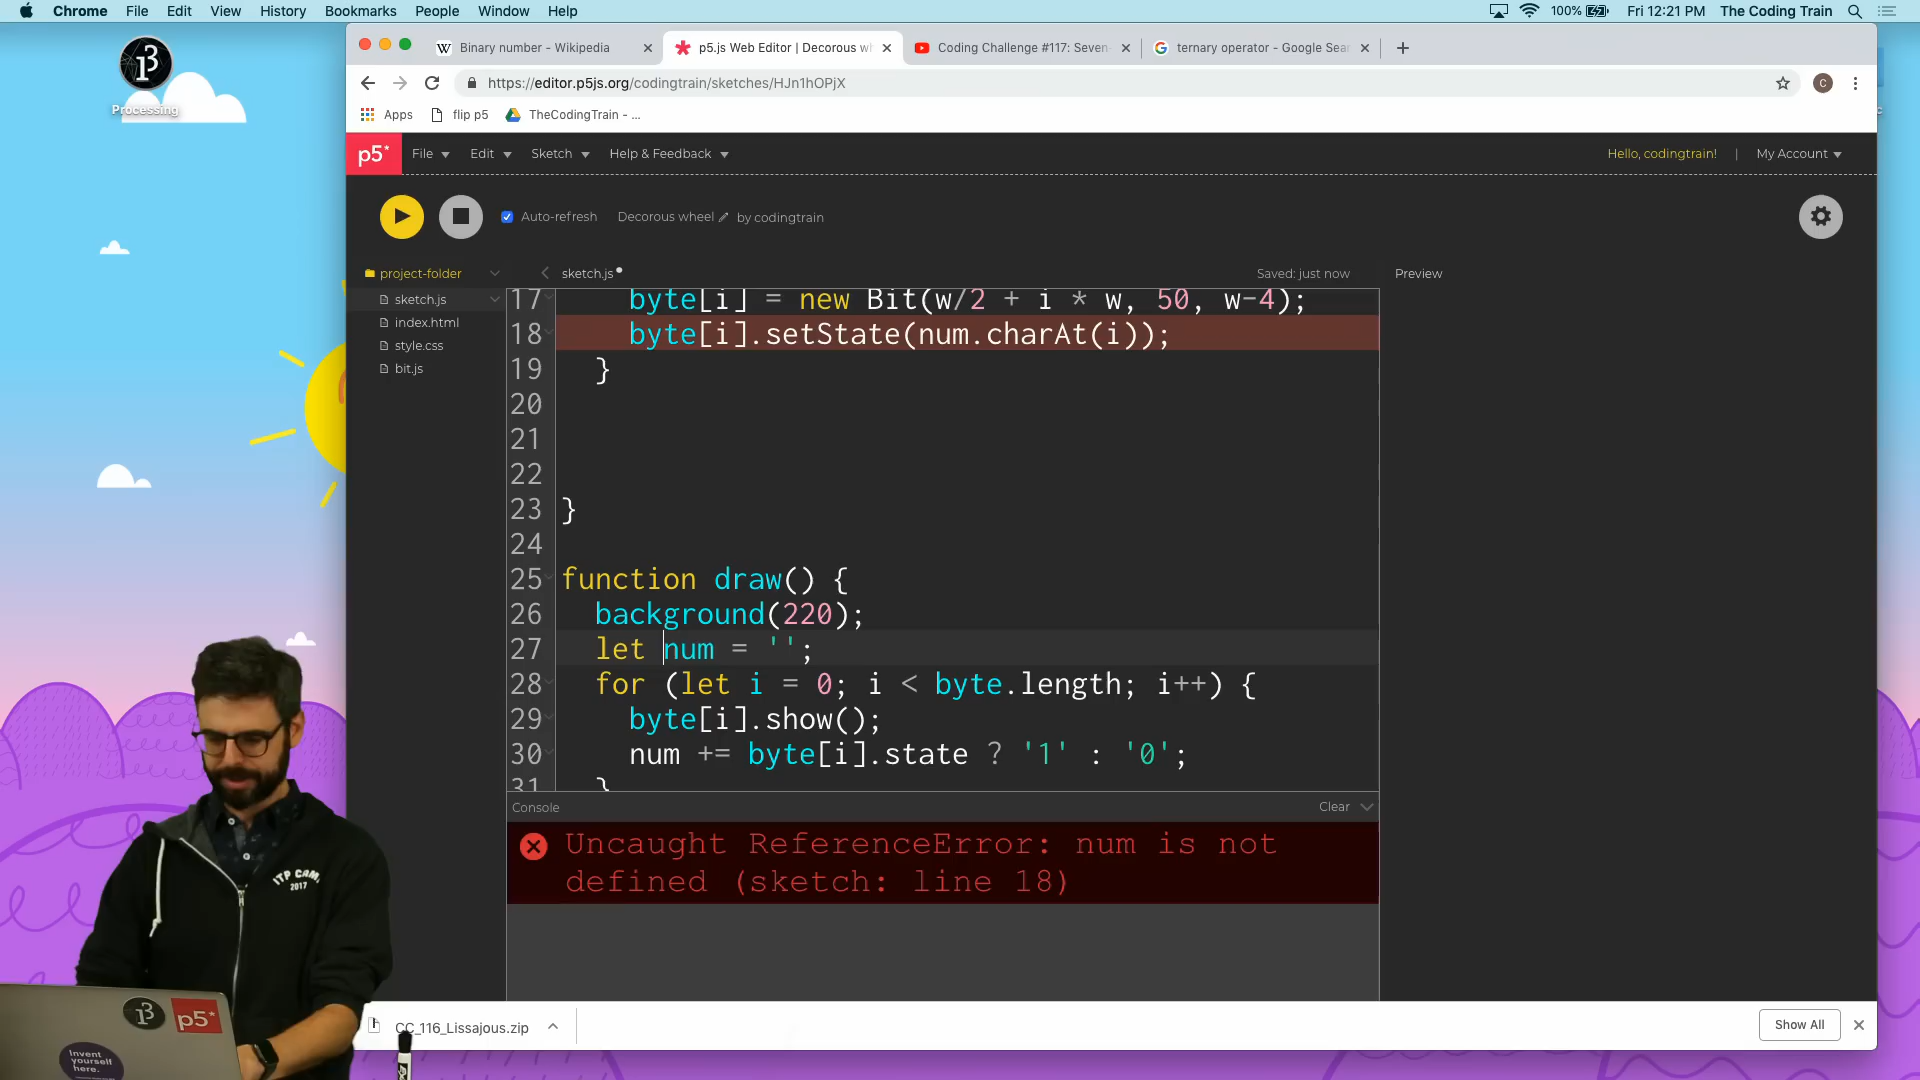 Chrome File Edit View History Bookmarks People Window Help 100% Fri 12:21 PM The Coding Train
Processing
Binary number - Wikipedia
p5.js Web Editor | Decorous wh
Coding Challenge #117: Seven-
ternary operator - Google Sear
https://editor.p5js.org/codingtrain/sketches/HJn1hOPjX
C
Apps flip p5 TheCodingTrain - ...
p5* File Edit Sketch Help & Feedback Hello, codingtrain! | My Account
Auto-refresh Decorous wheel by codingtrain
project-folder
sketch.js
index.html
style.css
bit.js
sketch.js Saved: just now Preview
17 byte[i] = new Bit(w/2 + i * w, 50, w-4);
18 byte[i].setState(num.charAt(i));
19 }
20
21
22
23 }
24
25 function draw() {
26 background(220);
27 let num = '';
28 for (let i = 0; i < byte.length; i++) {
29 byte[i].show();
30 num += byte[i].state ? '1' : '0';
31 }
Console Clear
Uncaught ReferenceError: num is not
defined (sketch: line 18)
CC_116_Lissajous.zip
Show All
ITP CAMP
2017
p5*
Invent
yourself
here.